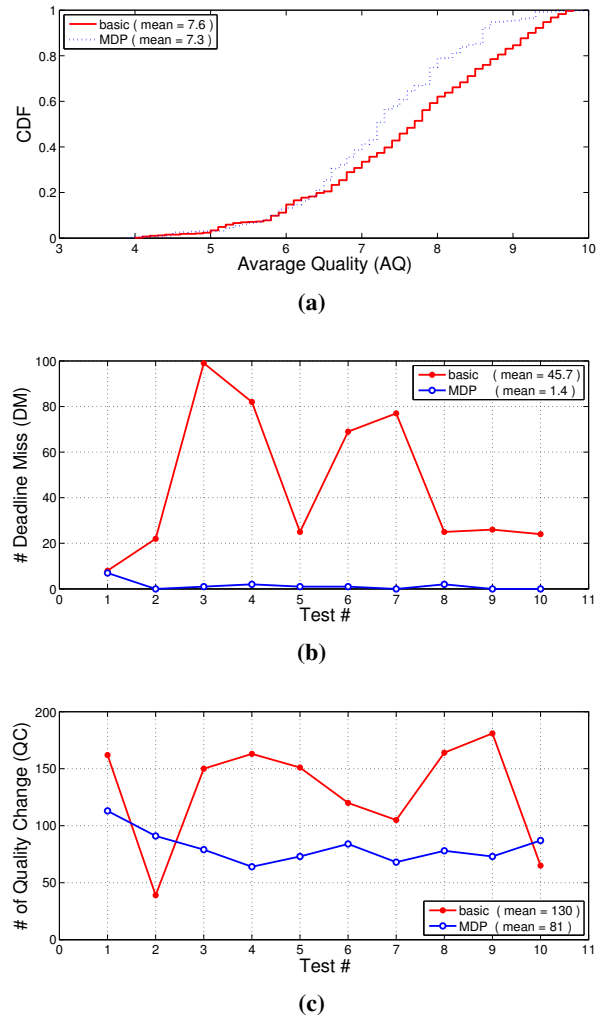 1
0.8
0.6
0.4
0.2
0
CDF
basic ( mean = 7.6 )
MDP ( mean = 7.3 )
3 4 5 6 7 8 9 10
Avarage Quality (AQ)
(a)
100
80
60
40
20
0
# Deadline Miss (DM)
basic ( mean = 45.7 )
MDP ( mean = 1.4 )
0 1 2 3 4 5 6 7 8 9 10 11
Test #
(b)
200
150
100
50
0
# of Quality Change (QC)
basic ( mean = 130 )
MDP ( mean = 81 )
0 1 2 3 4 5 6 7 8 9 10 11
Test #
(c)